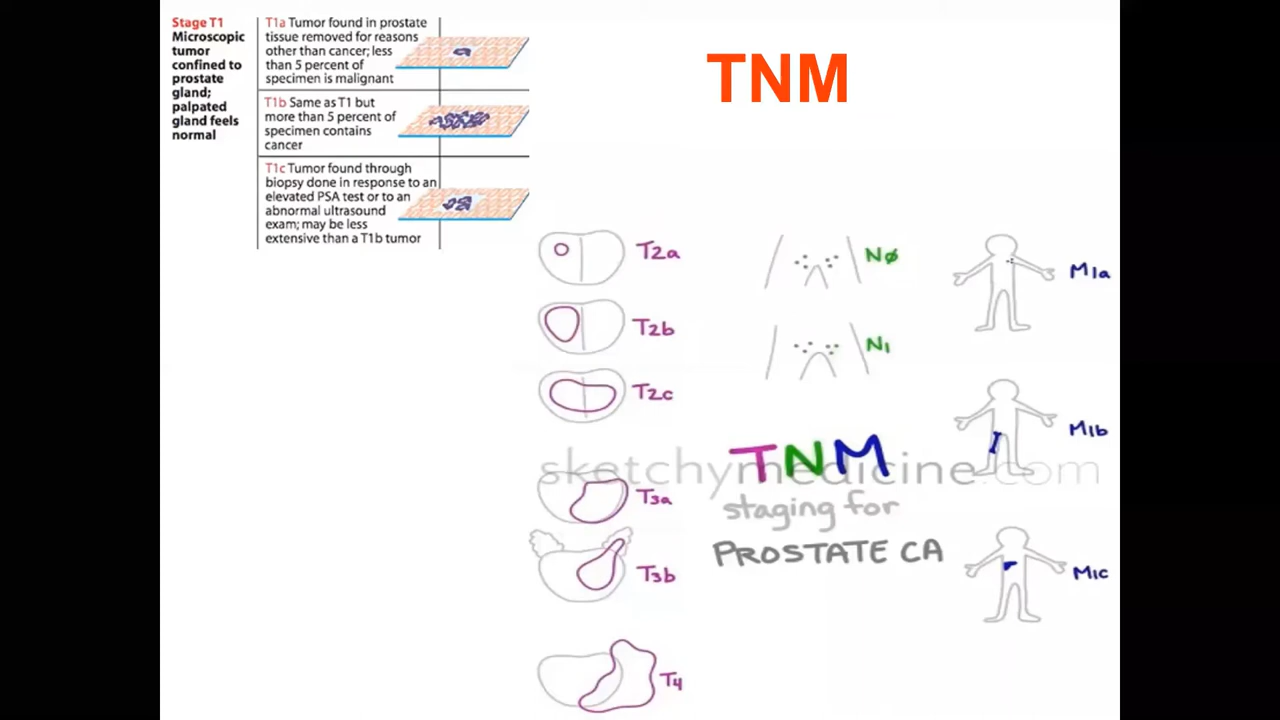 Stage T1
Microscopic
tumor
confined to
prostate
gland;
palpated
gland feels
normal
T1a Tumor found in prostate
tissue removed for reasons
other than cancer; less
than 5 percent of
specimen is malignant
T1b Same as T1 but
more than 5 percent of
specimen contains
cancer
T1c Tumor found through
biopsy done in response to an
elevated PSA test or to an
abnormal ultrasound
exam; may be less
extensive than a T1b tumor
TNM
T2a
T2b
T2c
T3a
T3b
T4
NØ
N1
TNM
staging for
PROSTATE CA
M1a
M1b
M1c
sketchymedicine.com